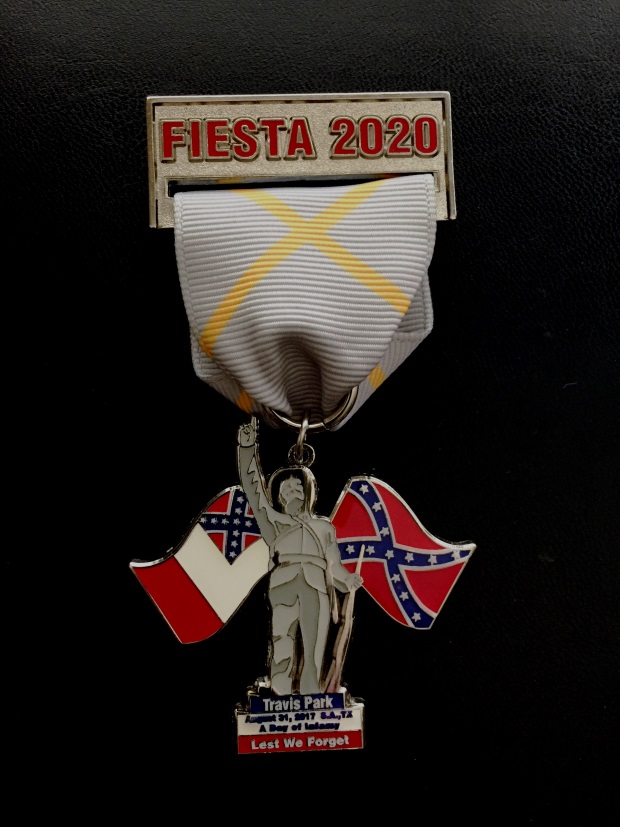 FIESTA 2020
Travis Park
August 31, 2017 S.A., TX
A Day of Infamy
Lest We Forget